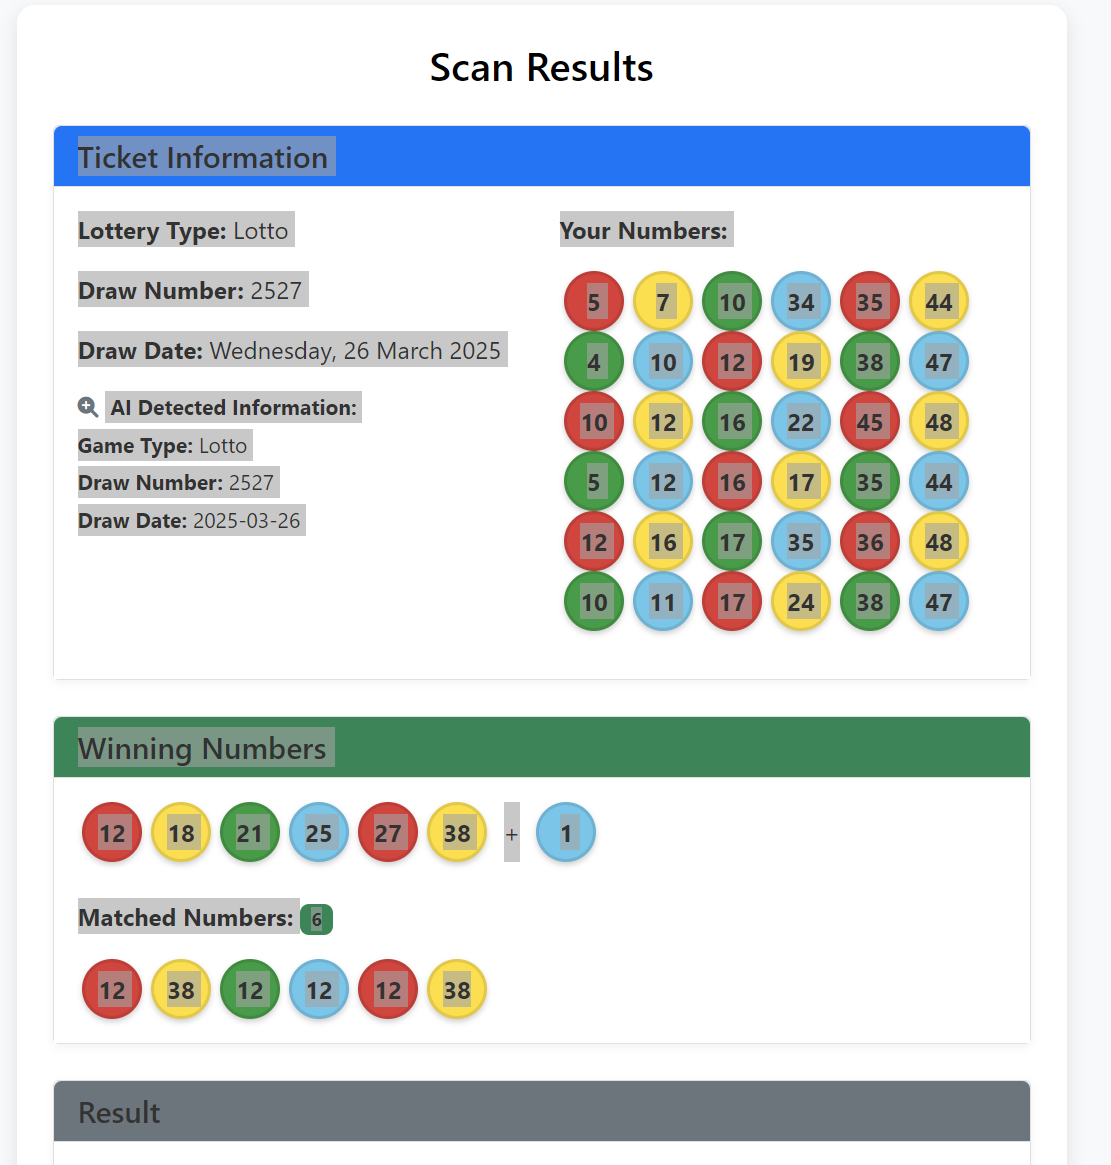 Scan Results
Ticket Information
Lottery Type: Lotto
Draw Number: 2527
Draw Date: Wednesday, 26 March 2025
AI Detected Information:
Game Type: Lotto
Draw Number: 2527
Draw Date: 2025-03-26
Your Numbers:
5 7 10 34 35 44
4 10 12 19 38 47
10 12 16 22 45 48
5 12 16 17 35 44
12 16 17 35 36 48
10 11 17 24 38 47
Winning Numbers
12 18 21 25 27 38 + 1
Matched Numbers: 6
12 38 12 12 12 38
Result